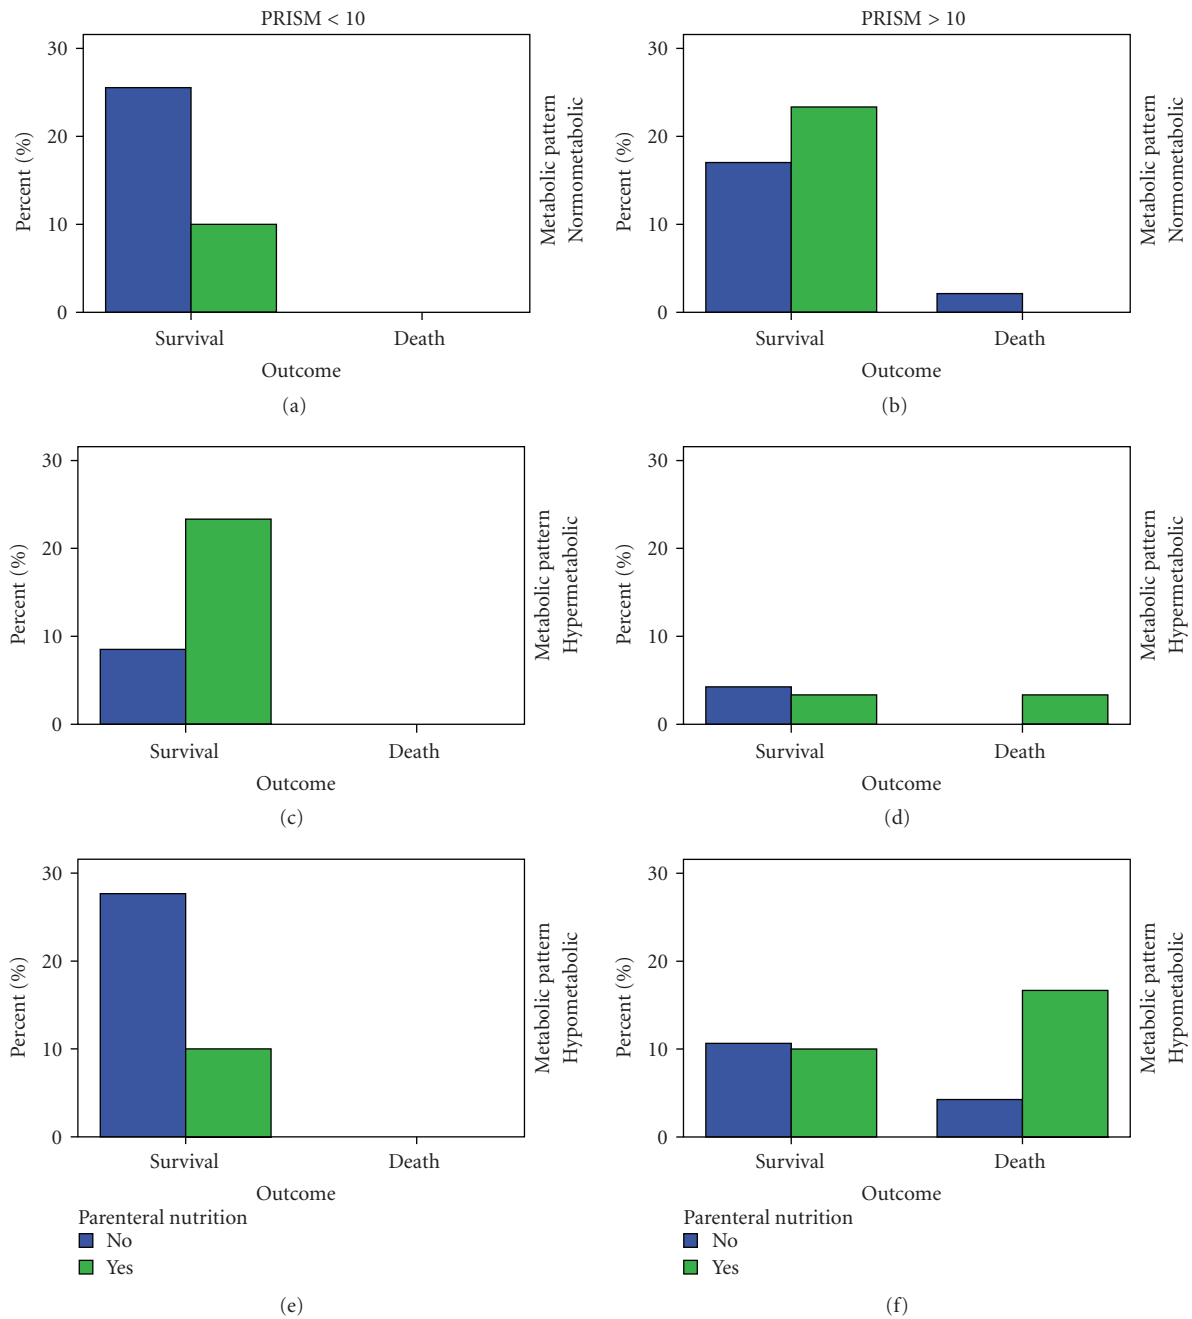 PRISM < 10
30
20
10
0
Percent (%)
Survival
Death
Outcome
Metabolic pattern
Normometabolic
(a)
PRISM > 10
30
20
10
0
Percent (%)
Survival
Death
Outcome
Metabolic pattern
Normometabolic
(b)
30
20
10
0
Percent (%)
Survival
Death
Outcome
Metabolic pattern
Hypermetabolic
(c)
30
20
10
0
Percent (%)
Survival
Death
Outcome
Metabolic pattern
Hypermetabolic
(d)
30
20
10
0
Percent (%)
Survival
Death
Outcome
Metabolic pattern
Hypometabolic
Parenteral nutrition
No
Yes
(e)
30
20
10
0
Percent (%)
Survival
Death
Outcome
Metabolic pattern
Hypometabolic
Parenteral nutrition
No
Yes
(f)